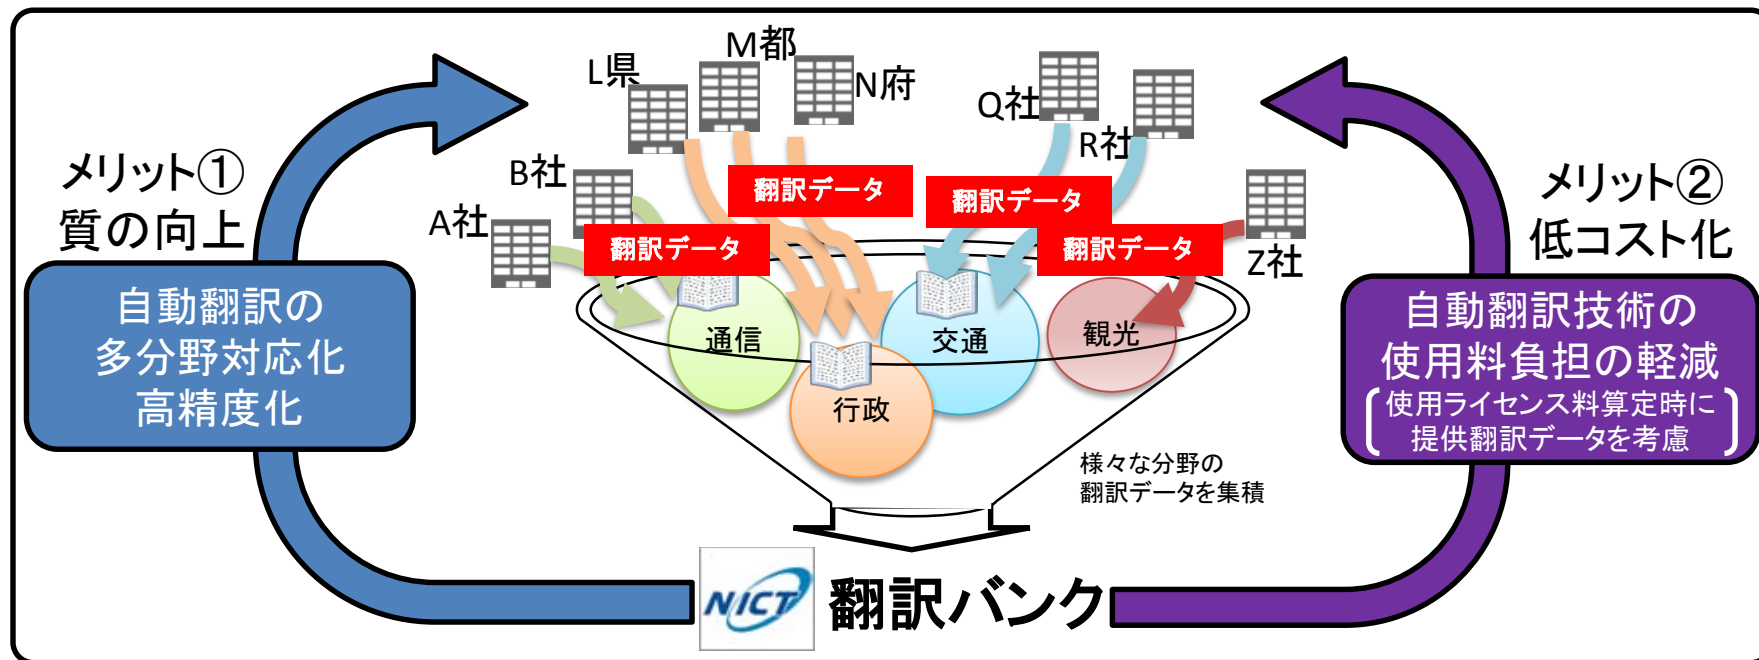 メリット①
質の向上
自動翻訳の
多分野対応化
高精度化
A社
B社
L県
M都
N府
Q社
R社
Z社
翻訳データ
翻訳データ
翻訳データ
翻訳データ
通信
行政
交通
観光
様々な分野の
翻訳データを集積
NICT
翻訳バンク
メリット②
低コスト化
自動翻訳技術の
使用料負担の軽減
使用ライセンス料算定時に
提供翻訳データを考慮